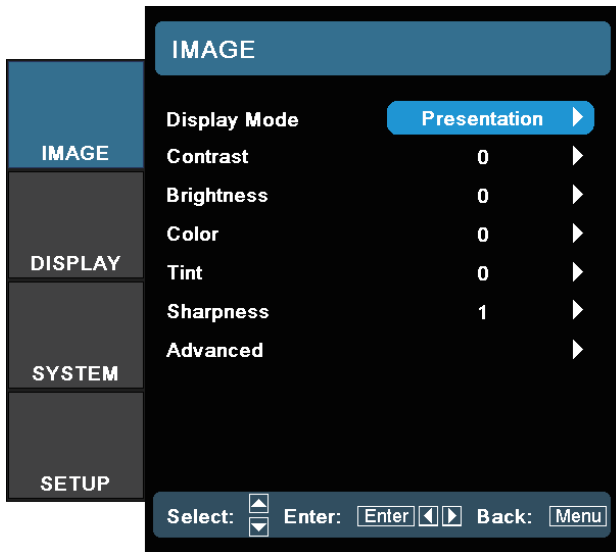 IMAGE
Display Mode Presentation
IMAGE
Contrast 0
Brightness 0
Color 0
DISPLAY
Tint 0
Sharpness 1
Advanced
SYSTEM
SETUP
Select: Enter: Enter Back: Menu